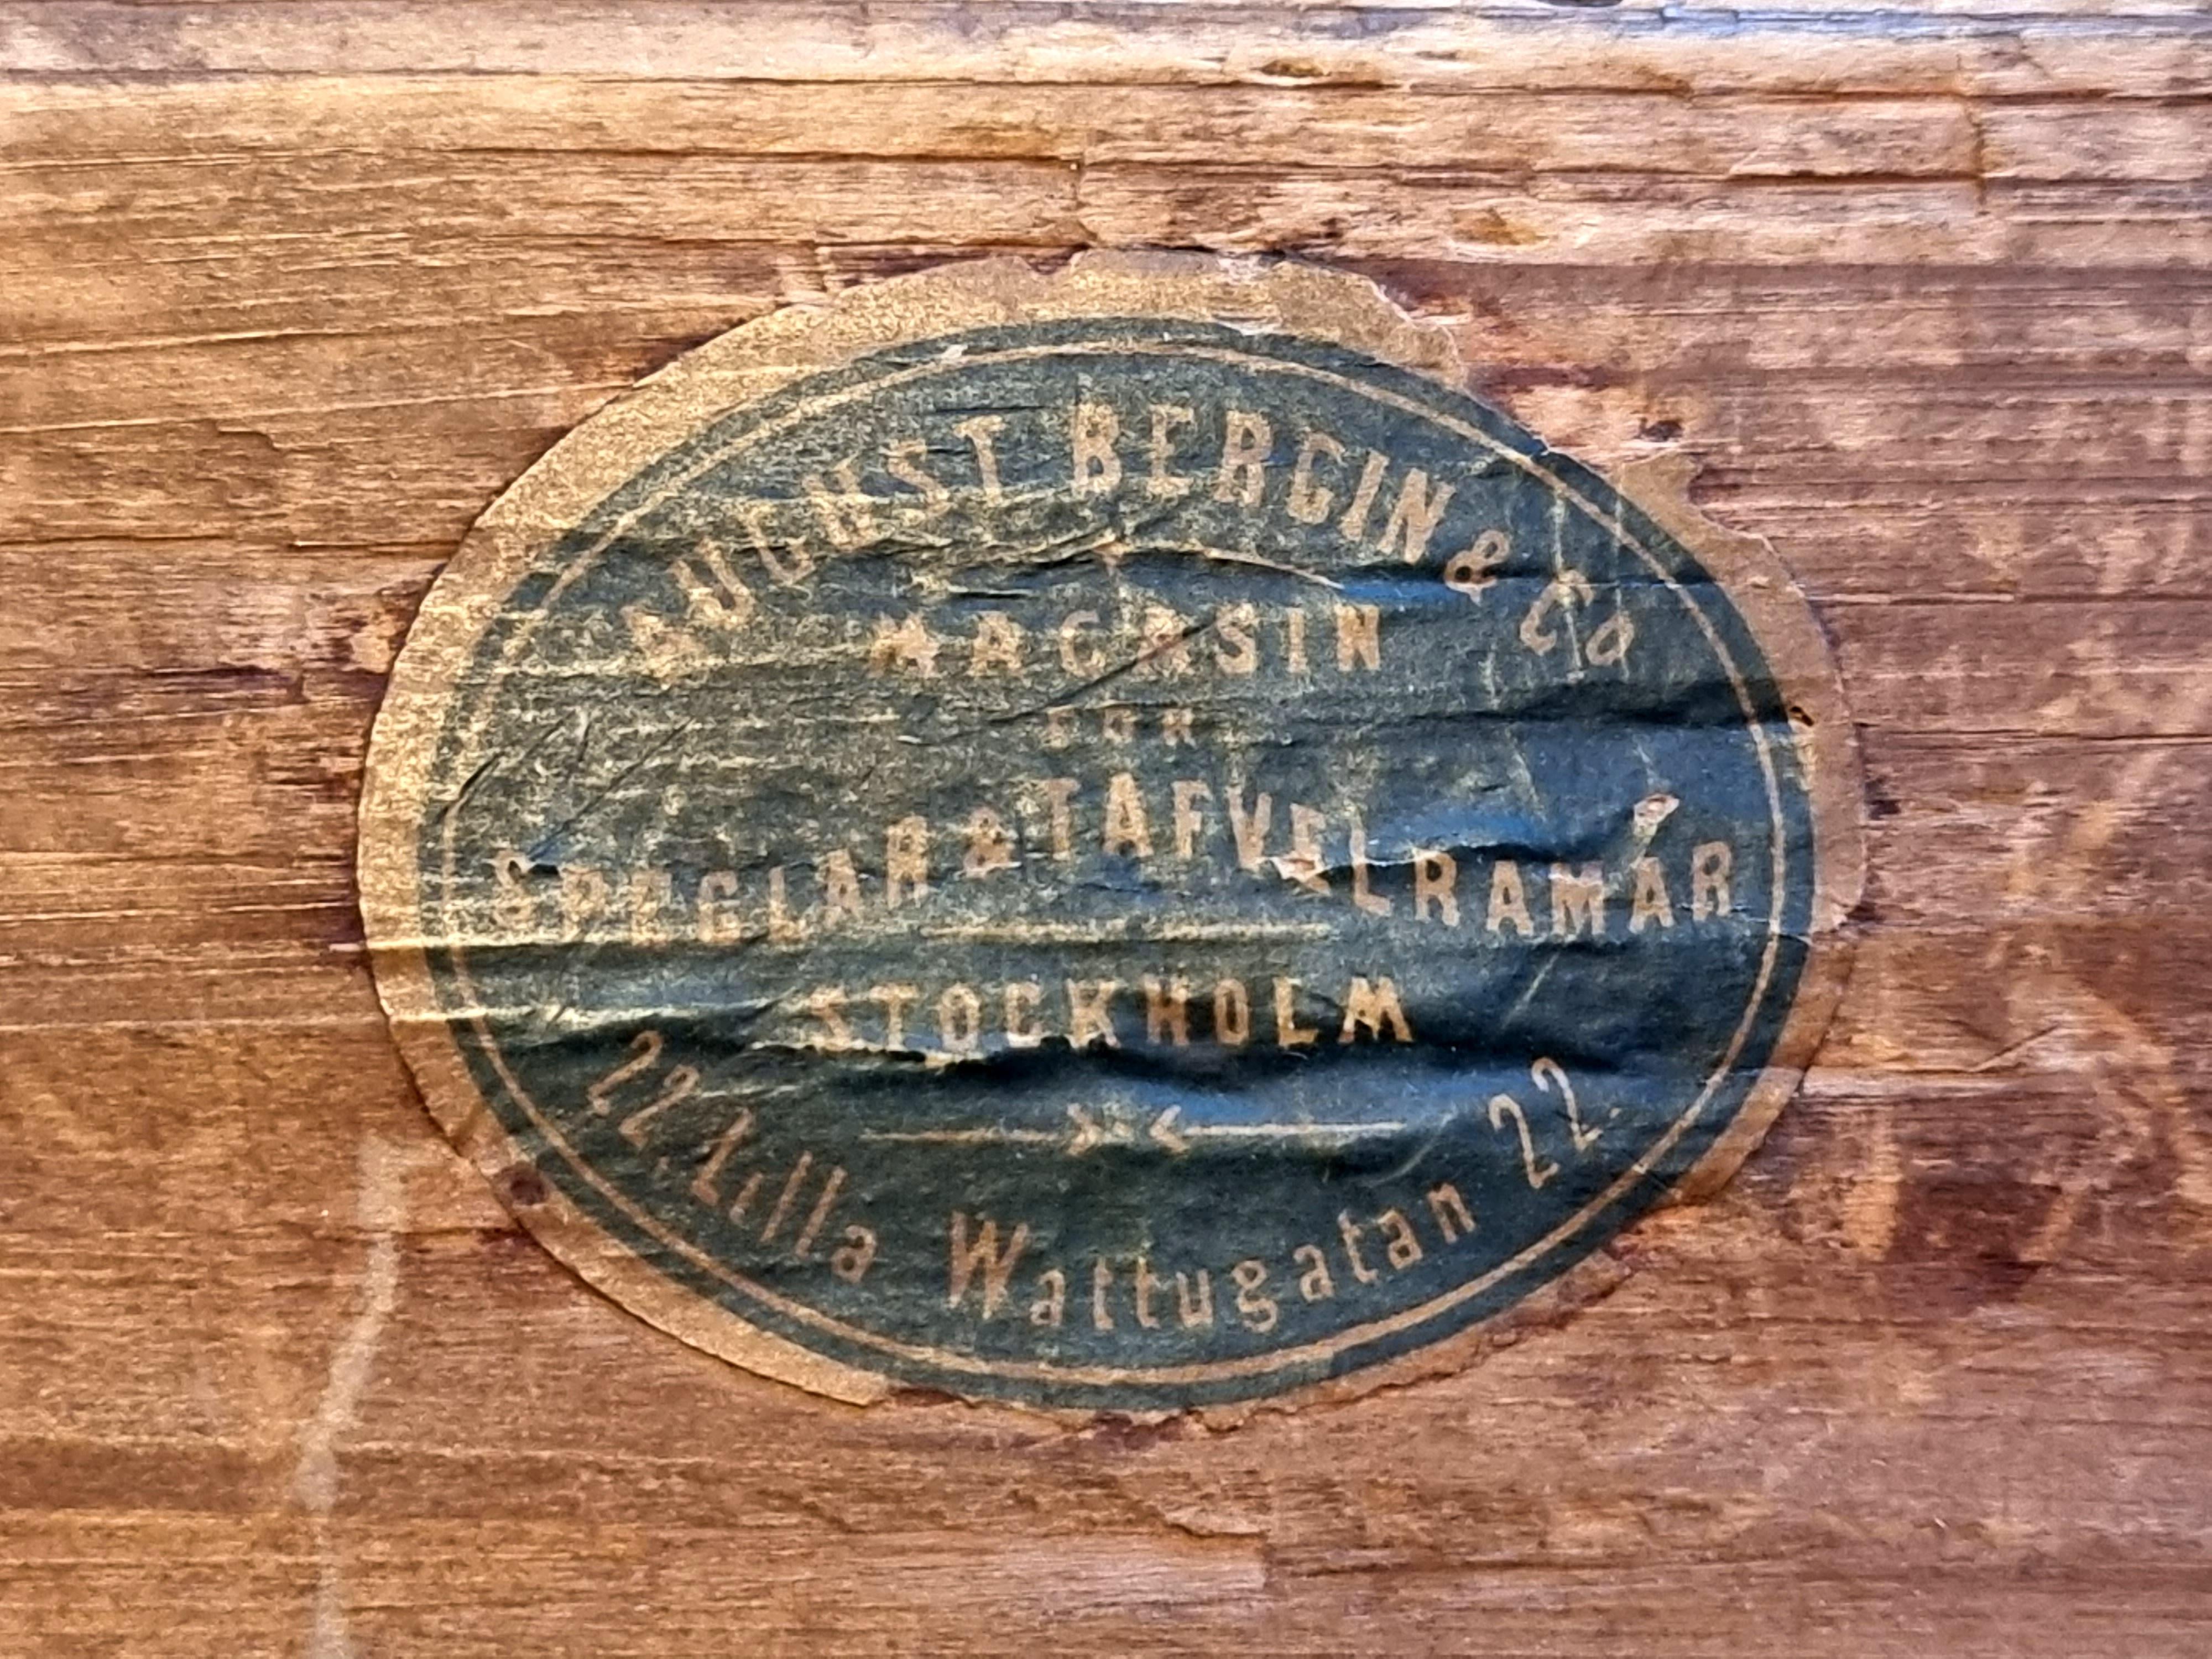 AUGUST BERGIN & Co
MAGASIN
FÖR
SPEGLAR & TAFVELRAMAR
STOCKHOLM
22. Lilla Wattugatan 22.